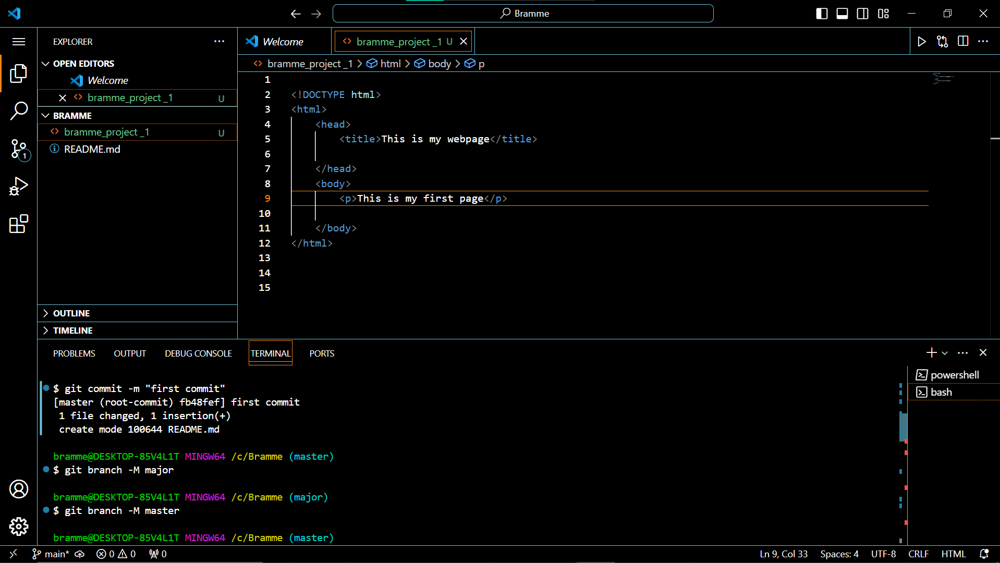 Bramme
EXPLORER
OPEN EDITORS
Welcome
bramme_project _1 U
BRAMME
bramme_project _1 U
README.md
OUTLINE
TIMELINE
1
Welcome
bramme_project _1 U
bramme_project _1 > html > body > p
1
2 <!DOCTYPE html>
3 <html>
4 <head>
5 <title>This is my webpage</title>
6
7 </head>
8 <body>
9 <p>This is my first page</p>
10
11 </body>
12 </html>
13
14
15
PROBLEMS OUTPUT DEBUG CONSOLE TERMINAL PORTS
$ git commit -m "first commit"
[master (root-commit) fb48fef] first commit
1 file changed, 1 insertion(+)
create mode 100644 README.md
bramme@DESKTOP-85V4L1T MINGW64 /c/Bramme (master)
$ git branch -M major
bramme@DESKTOP-85V4L1T MINGW64 /c/Bramme (major)
$ git branch -M master
bramme@DESKTOP-85V4L1T MINGW64 /c/Bramme (master)
powershell
bash
main* 0 0 0 Ln 9, Col 33 Spaces: 4 UTF-8 CRLF HTML